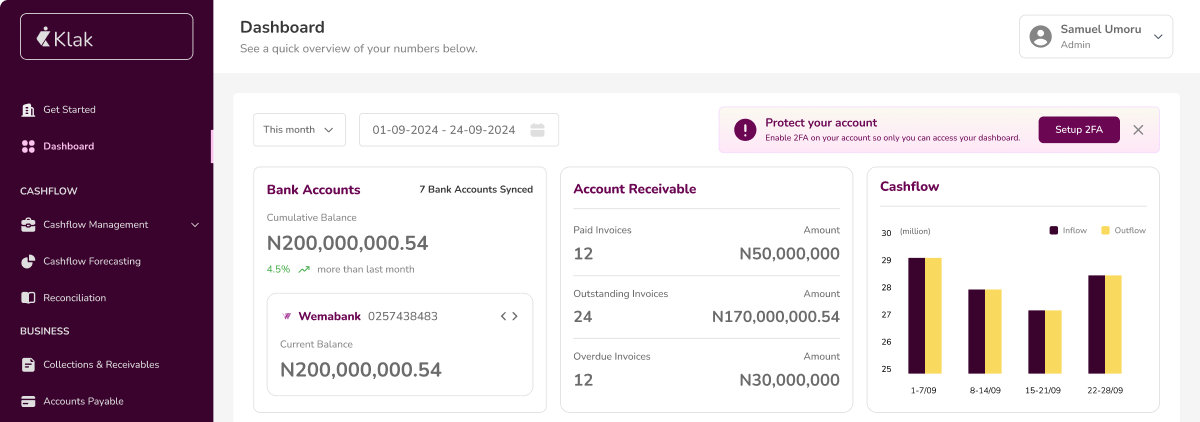 Klak
Get Started
Dashboard
CASHFLOW
Cashflow Management
Cashflow Forecasting
Reconciliation
BUSINESS
Collections & Receivables
Accounts Payable
Dashboard
See a quick overview of your numbers below.
Samuel Umoru
Admin
This month
01-09-2024 - 24-09-2024
Protect your account
Enable 2FA on your account so only you can access your dashboard.
Setup 2FA
Bank Accounts
7 Bank Accounts Synced
Cumulative Balance
N200,000,000.54
4.5% more than last month
Wemabank 0257438483
Current Balance
N200,000,000.54
Account Receivable
Paid Invoices Amount
12 N50,000,000
Outstanding Invoices Amount
24 N170,000,000.54
Overdue Invoices Amount
12 N30,000,000
Cashflow
30 (million) Inflow Outflow
29
28
27
26
25
1-7/09 8-14/09 15-21/09 22-28/09